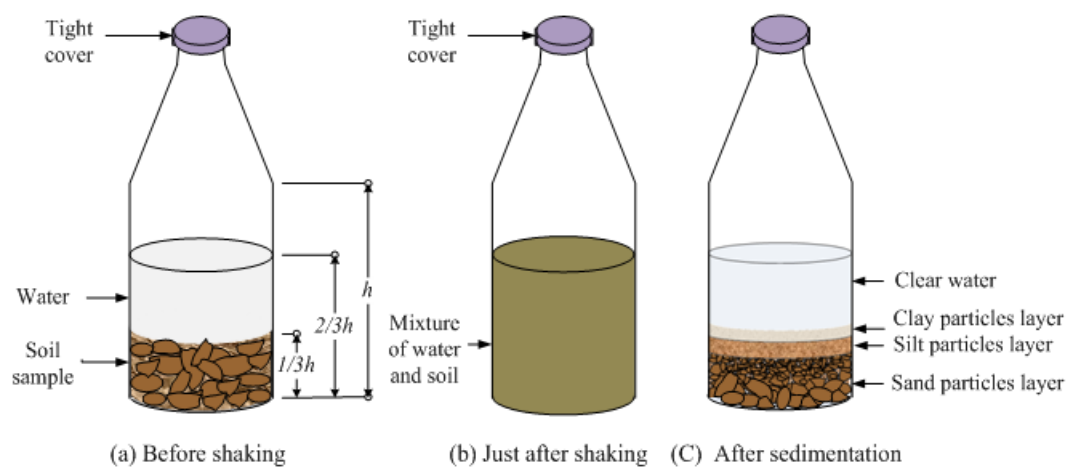 Tight
cover
Water
Soil
sample
h
2/3h
1/3h
(a) Before shaking
Tight
cover
Mixture
of water
and soil
(b) Just after shaking
Clear water
Clay particles layer
Silt particles layer
Sand particles layer
(C) After sedimentation